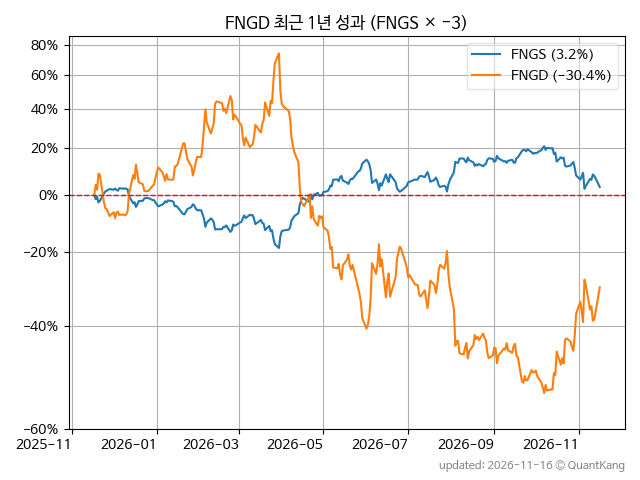 FNGD 최근 1년 성과 (FNGS × −3)
80%
60%
40%
20%
0%
−20%
−40%
−60%
FNGS (3.2%)
FNGD (−30.4%)
2025-11 2026-01 2026-03 2026-05 2026-07 2026-09 2026-11
updated: 2026-11-16 © QuantKang